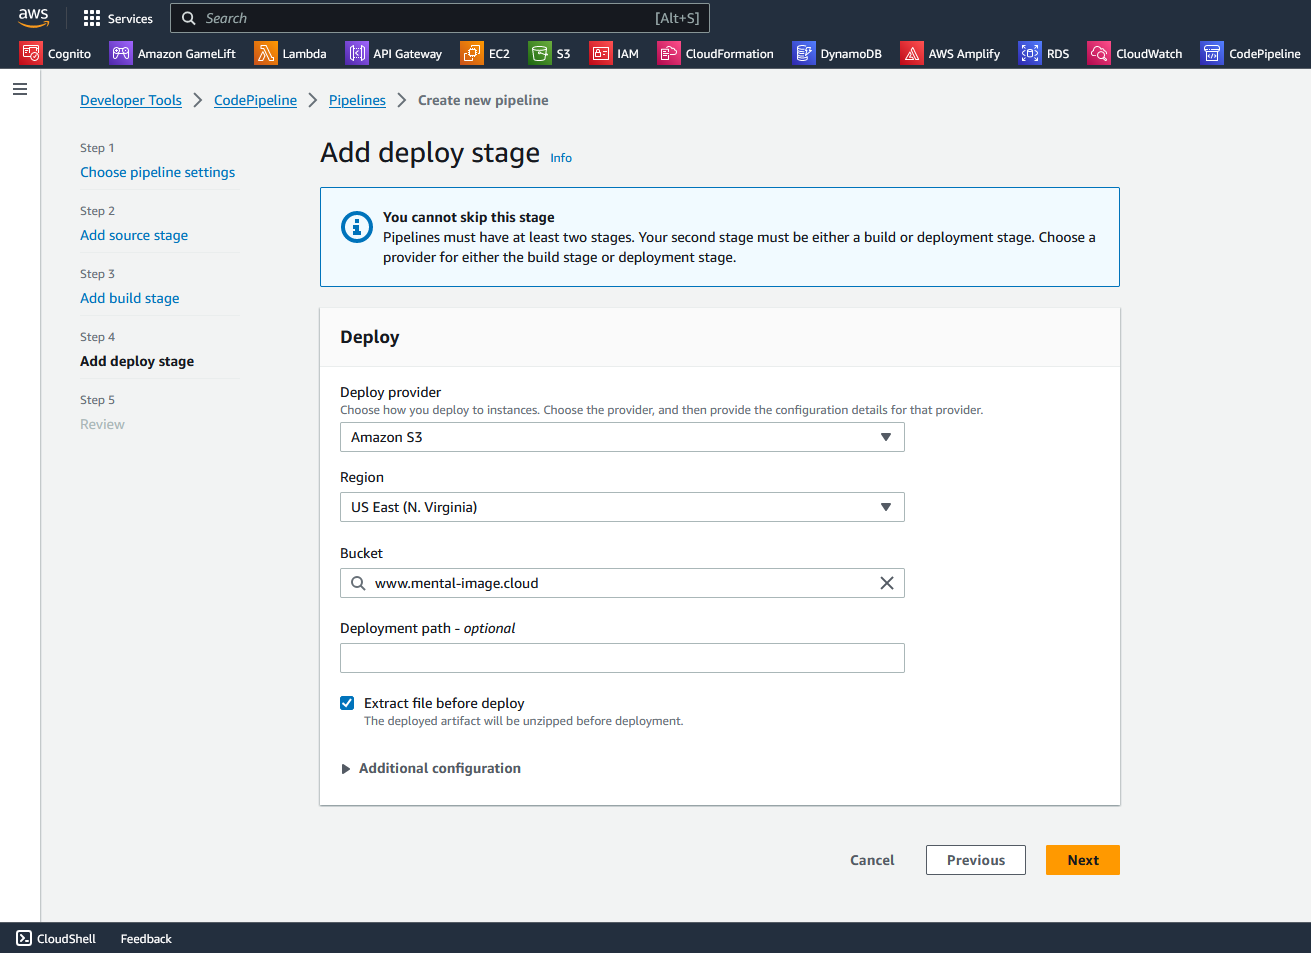 aws
Services
Search
[Alt+S]
Cognito
Amazon GameLift
Lambda
API Gateway
EC2
S3
IAM
CloudFormation
DynamoDB
AWS Amplify
RDS
CloudWatch
CodePipeline
Developer Tools
CodePipeline
Pipelines
Create new pipeline
Step 1
Choose pipeline settings
Step 2
Add source stage
Step 3
Add build stage
Step 4
Add deploy stage
Step 5
Review
Add deploy stage Info
You cannot skip this stage
Pipelines must have at least two stages. Your second stage must be either a build or deployment stage. Choose a
provider for either the build stage or deployment stage.
Deploy
Deploy provider
Choose how you deploy to instances. Choose the provider, and then provide the configuration details for that provider.
Amazon S3
Region
US East (N. Virginia)
Bucket
www.mental-image.cloud
Deployment path - optional
Extract file before deploy
The deployed artifact will be unzipped before deployment.
Additional configuration
Cancel
Previous
Next
CloudShell
Feedback